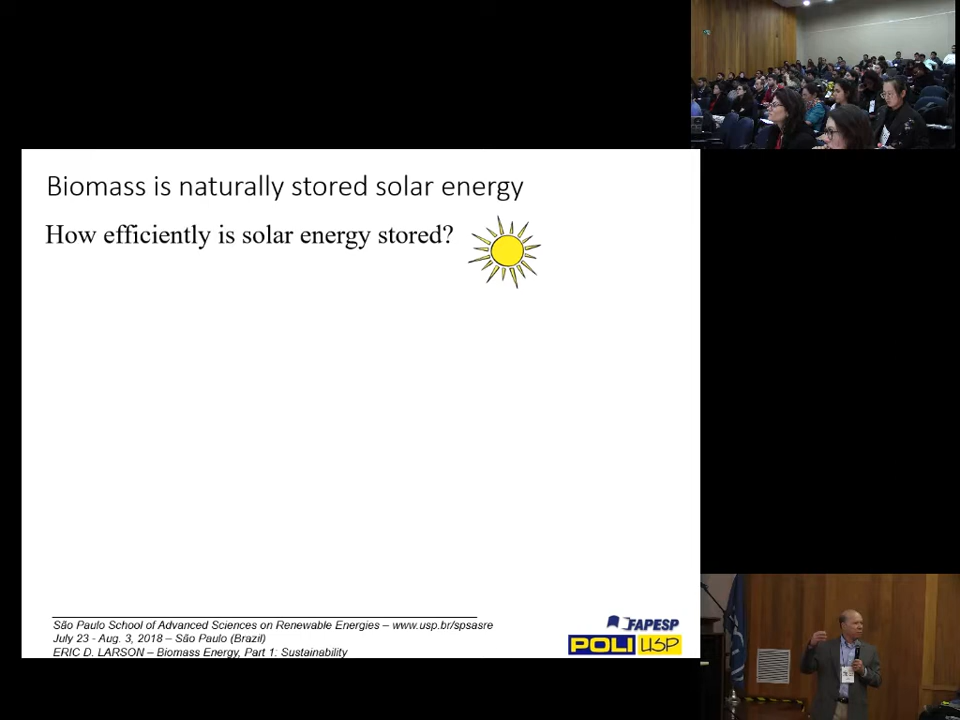 Biomass is naturally stored solar energy
How efficiently is solar energy stored?
São Paulo School of Advanced Sciences on Renewable Energies – www.usp.br/spsasre
July 23 - Aug. 3, 2018 – São Paulo (Brazil)
ERIC D. LARSON – Biomass Energy, Part 1: Sustainability
FAPESP
POLI USP